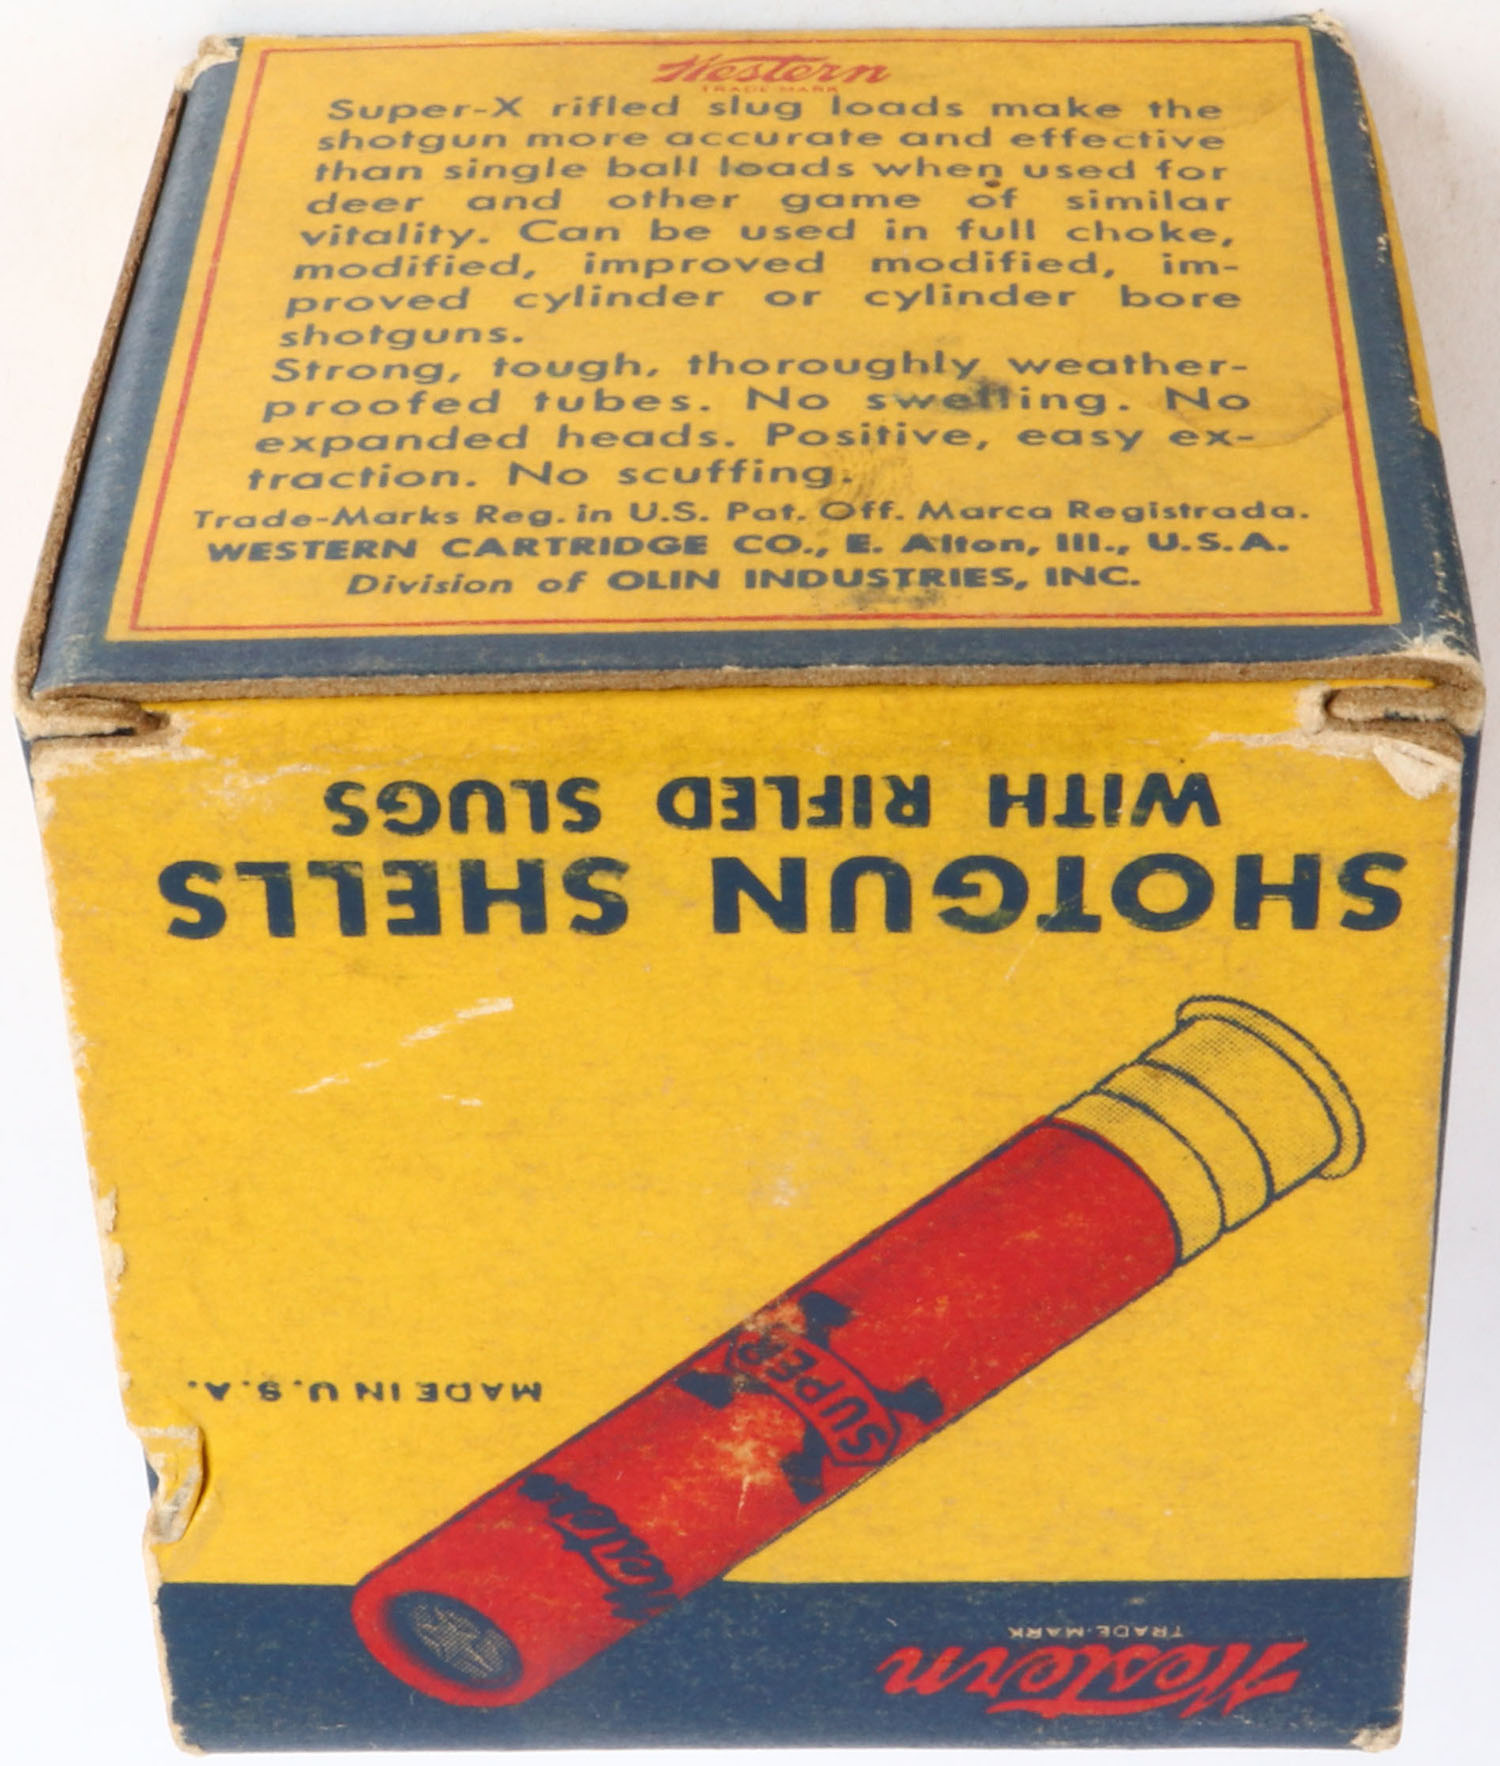 Western
TRADE-MARK
Super-X rifled slug loads make the
shotgun more accurate and effective
than single ball loads when used for
deer and other game of similar
vitality. Can be used in full choke,
modified, improved modified, im-
proved cylinder or cylinder bore
shotguns.
Strong, tough, thoroughly weather-
proofed tubes. No swelling. No
expanded heads. Positive, easy ex-
traction. No scuffing.
Trade-Marks Reg. in U.S. Pat. Off. Marca Registrada.
WESTERN CARTRIDGE CO., E. Alton, Ill., U.S.A.
Division of OLIN INDUSTRIES, INC.
Western
TRADE-MARK
Western
SUPER X
MADE IN U.S.A.
SHOTGUN SHELLS
WITH RIFLED SLUGS